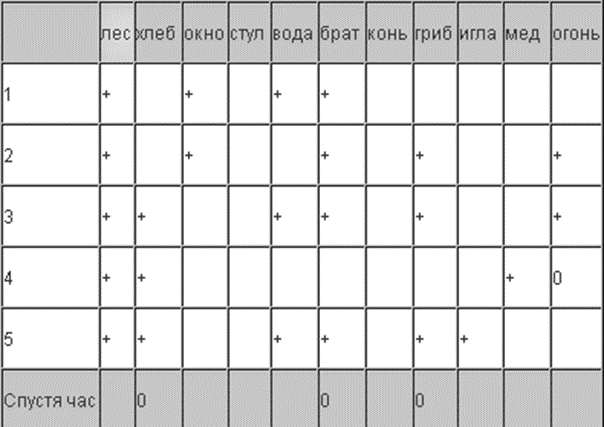 лес хлеб окно стул вода брат конь гриб игла мед огонь
1 + + + +
2 + + + + +
3 + + + + + +
4 + + + 0
5 + + + + + +
Спустя час 0 0 0